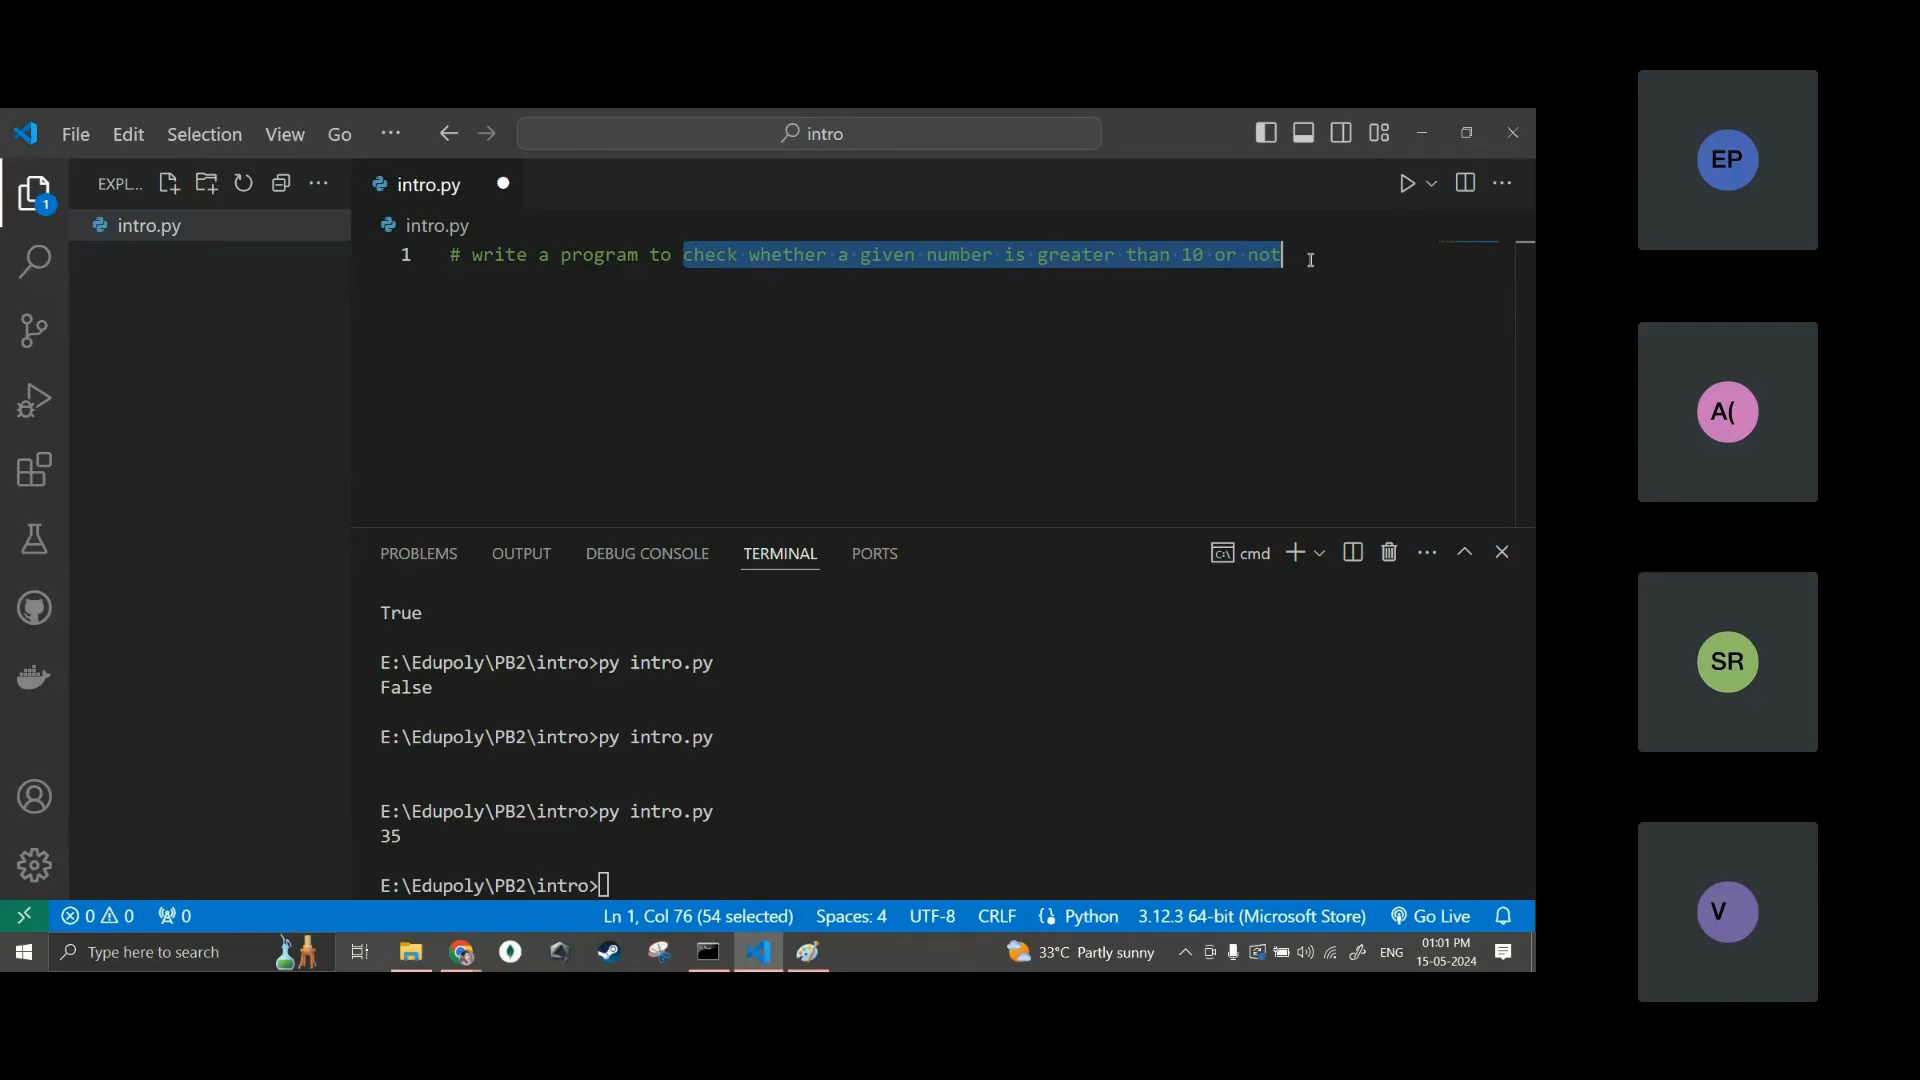 File Edit Selection View Go ··· intro
EXPL... ···
intro.py
intro.py
intro.py
1 # write a program to check whether a given number is greater than 10 or not
PROBLEMS OUTPUT DEBUG CONSOLE TERMINAL PORTS cmd
True
E:\Edupoly\PB2\intro>py intro.py
False
E:\Edupoly\PB2\intro>py intro.py
E:\Edupoly\PB2\intro>py intro.py
35
E:\Edupoly\PB2\intro>
0 0 0 Ln 1, Col 76 (54 selected) Spaces: 4 UTF-8 CRLF Python 3.12.3 64-bit (Microsoft Store) Go Live
Type here to search 33°C Partly sunny ENG 01:01 PM
15-05-2024
1
EP
A(
SR
V